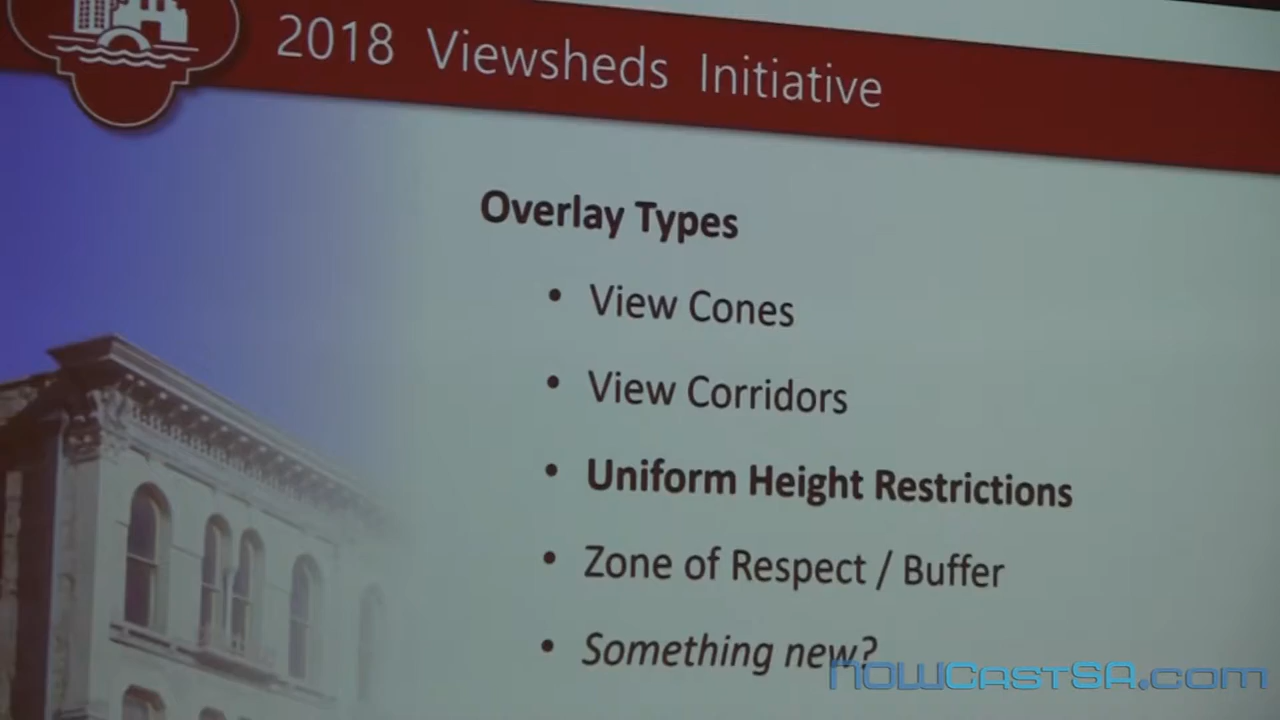 2018 Viewsheds Initiative
Overlay Types
• View Cones
• View Corridors
• Uniform Height Restrictions
• Zone of Respect / Buffer
• Something new?
NOWCastSA.com